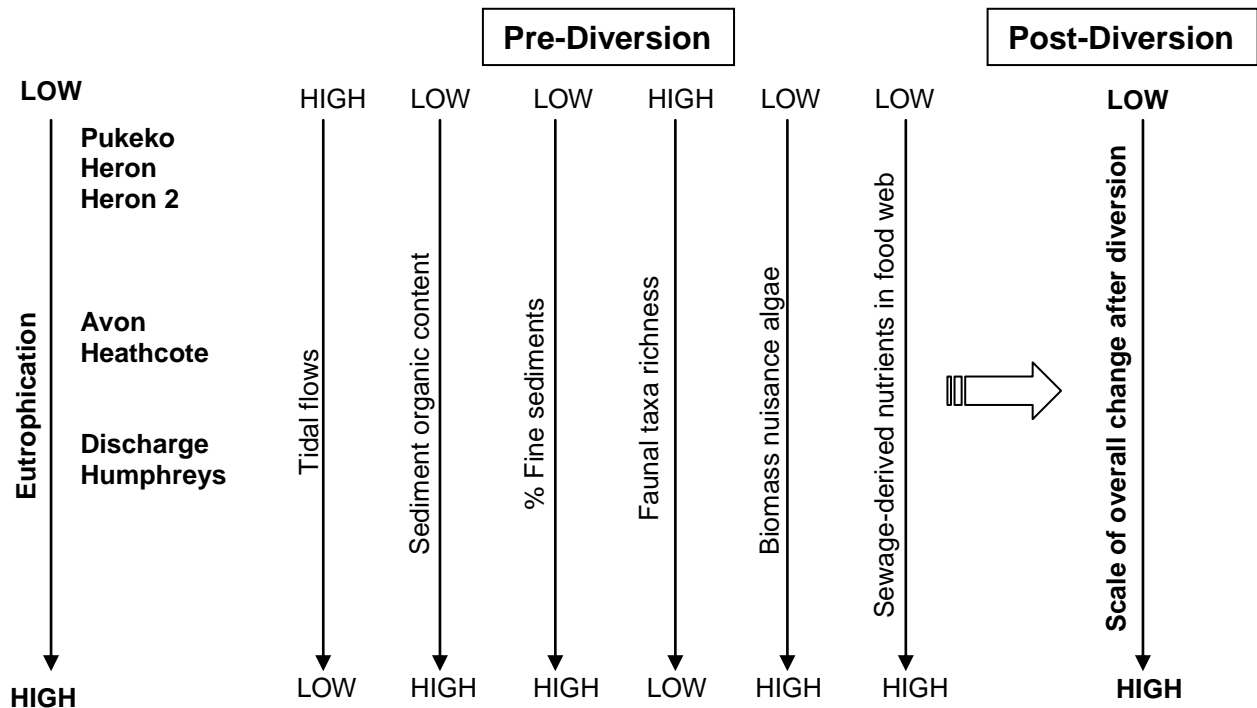 Pre-Diversion
Post-Diversion
LOW
HIGH
LOW
LOW
HIGH
LOW
LOW
LOW
Pukeko
Heron
Heron 2
Avon
Heathcote
Discharge
Humphreys
Eutrophication
Tidal flows
Sediment organic content
% Fine sediments
Faunal taxa richness
Biomass nuisance algae
Sewage-derived nutrients in food web
Scale of overall change after diversion
HIGH
LOW
HIGH
HIGH
LOW
HIGH
HIGH
HIGH